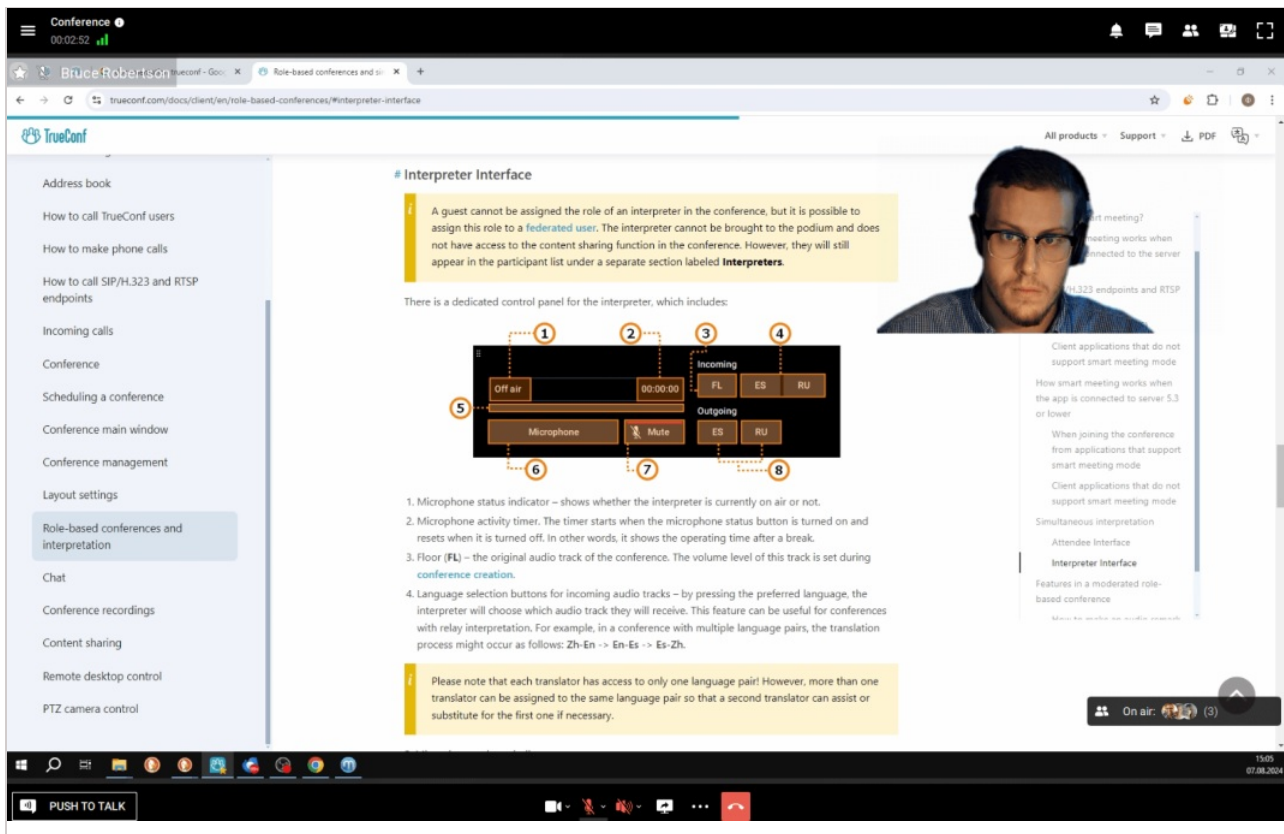 Conference
00:02:52
Bruce Robertson
trueconf - Goo
Role-based conferences and si
trueconf.com/docs/client/en/role-based-conferences/#interpreter-interface
TrueConf
All products
Support
PDF
Address book
How to call TrueConf users
How to make phone calls
How to call SIP/H.323 and RTSP
endpoints
Incoming calls
Conference
Scheduling a conference
Conference main window
Conference management
Layout settings
Role-based conferences and
interpretation
Chat
Conference recordings
Content sharing
Remote desktop control
PTZ camera control
# Interpreter Interface
A guest cannot be assigned the role of an interpreter in the conference, but it is possible to
assign this role to a federated user. The interpreter cannot be brought to the podium and does
not have access to the content sharing function in the conference. However, they will still
appear in the participant list under a separate section labeled Interpreters.
There is a dedicated control panel for the interpreter, which includes:
1 2 3 4
Incoming
Off air 00:00:00 FL ES RU
5
Outgoing
Microphone Mute ES RU
6 7 8
1. Microphone status indicator – shows whether the interpreter is currently on air or not.
2. Microphone activity timer. The timer starts when the microphone status button is turned on and
resets when it is turned off. In other words, it shows the operating time after a break.
3. Floor (FL) – the original audio track of the conference. The volume level of this track is set during
conference creation.
4. Language selection buttons for incoming audio tracks – by pressing the preferred language, the
interpreter will choose which audio track they will receive. This feature can be useful for conferences
with relay interpretation. For example, in a conference with multiple language pairs, the translation
process might occur as follows: Zh-En -> En-Es -> Es-Zh.
Please note that each translator has access to only one language pair! However, more than one
translator can be assigned to the same language pair so that a second translator can assist or
substitute for the first one if necessary.
meeting?
meeting works when
connected to the server
/H.323 endpoints and RTSP
Client applications that do not
support smart meeting mode
How smart meeting works when
the app is connected to server 5.3
or lower
When joining the conference
from applications that support
smart meeting mode
Client applications that do not
support smart meeting mode
Simultaneous interpretation
Attendee Interface
Interpreter Interface
Features in a moderated role-
based conference
How to make an audio remark
On air: (3)
15:05
07.08.2024
PUSH TO TALK